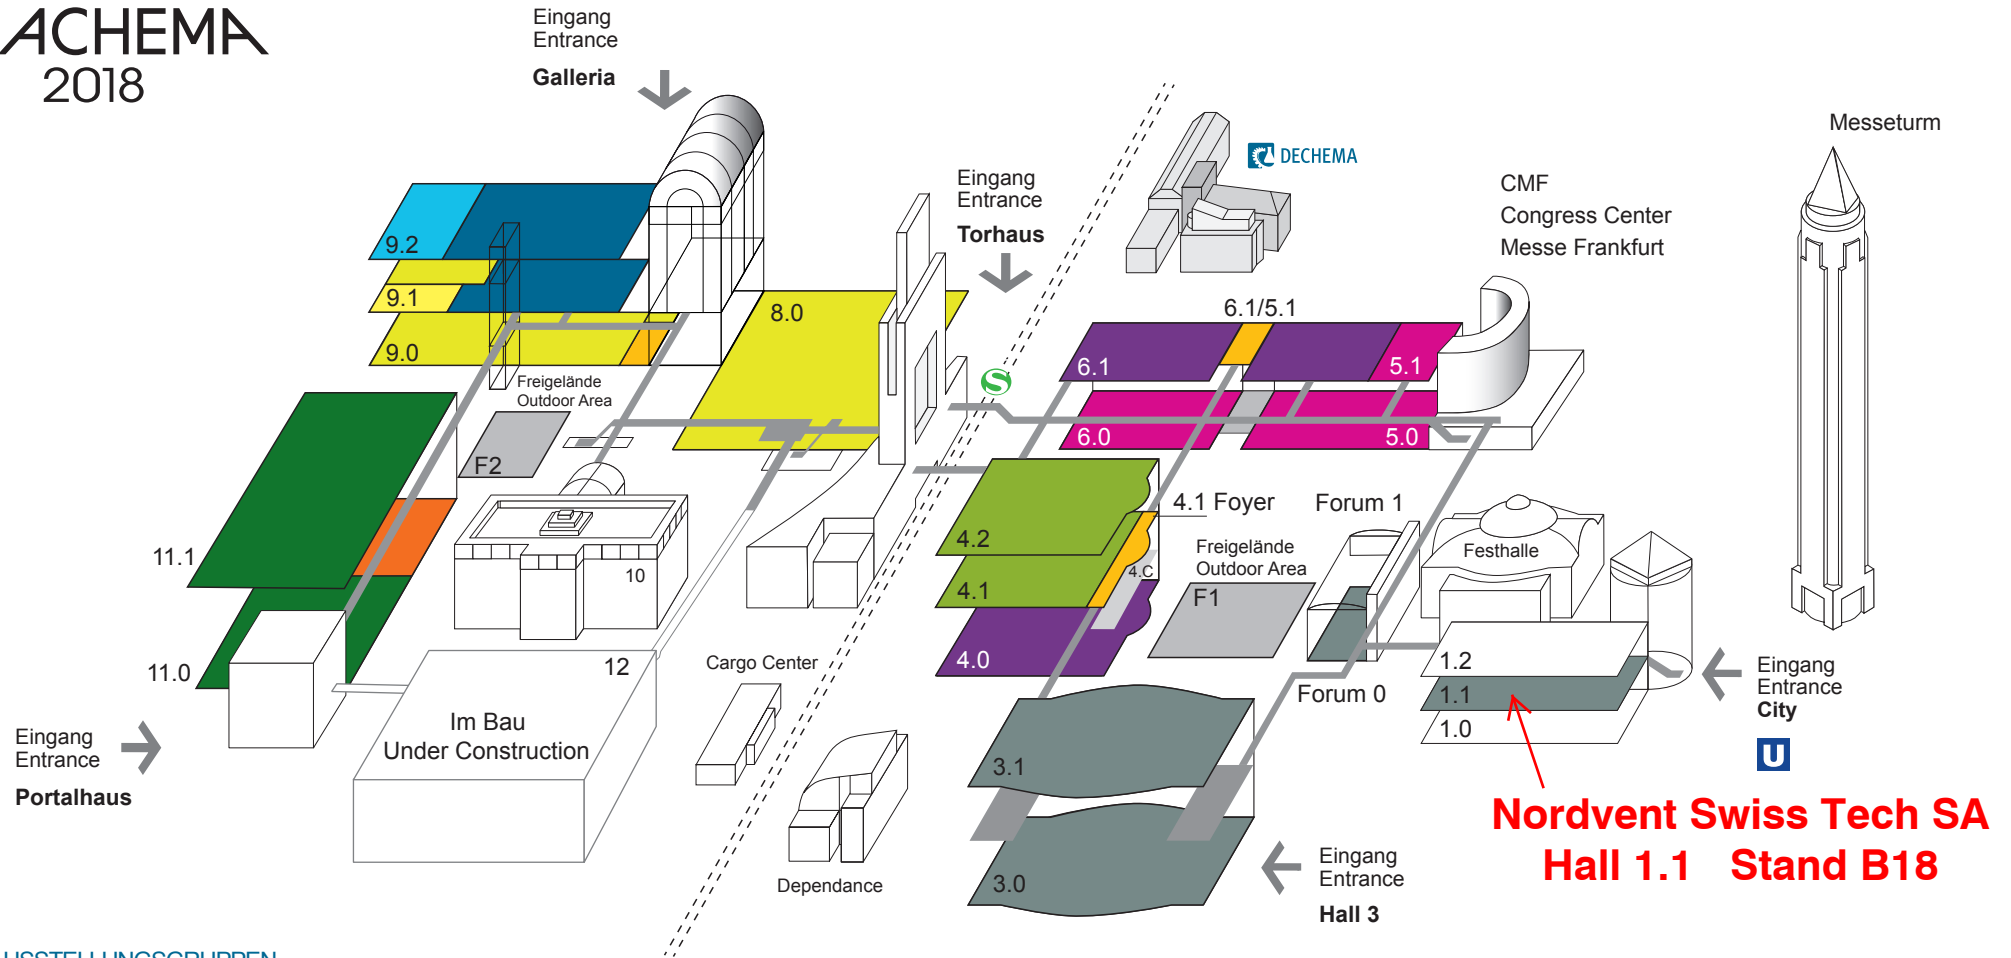 ACHEMA
2018
Eingang
Entrance
Galleria
Messeturm
DECHEMA
Eingang
Entrance
Torhaus
CMF
Congress Center
Messe Frankfurt
9.2
9.1
9.0
8.0
6.1/5.1
6.1
5.1
S
6.0
5.0
Freigelände
Outdoor Area
F2
4.1 Foyer
Forum 1
4.2
11.1
10
Freigelände
Outdoor Area
F1
Festhalle
4.C
4.1
4.0
11.0
12
Cargo Center
1.2
1.1
1.0
Forum 0
Eingang
Entrance
City
U
Im Bau
Under Construction
Eingang
Entrance
Portalhaus
3.1
3.0
Nordvent Swiss Tech SA
Hall 1.1 Stand B18
Dependance
Eingang
Entrance
Hall 3